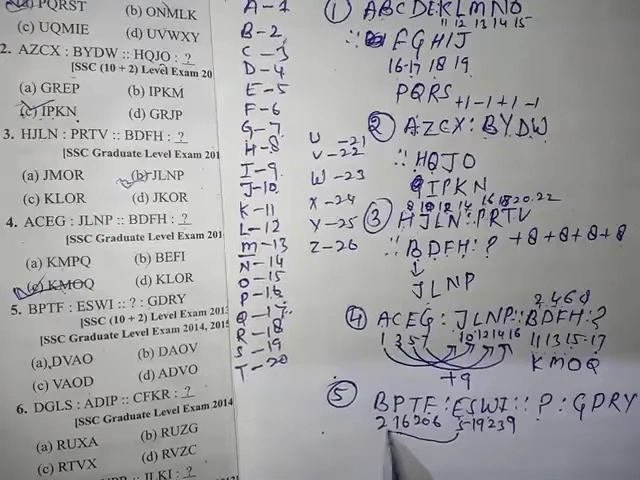 (a) PQRST (b) ONMLK
(c) UQMIE (d) UVWXY
2. AZCX : BYDW :: HQJO : ?
[SSC (10 + 2) Level Exam 20
(a) GREP (b) IPKM
(c) IPKN (d) GRJP
3. HJLN : PRTV :: BDFH : ?
[SSC Graduate Level Exam 201
(a) JMOR (b) JLNP
(c) KLOR (d) JKOR
4. ACEG : JLNP :: BDFH : ?
[SSC Graduate Level Exam 201
(a) KMPQ (b) BEFI
(c) KMOQ (d) KLOR
5. BPTF : ESWI :: ? : GDRY
[SSC (10 + 2) Level Exam 2013
[SSC Graduate Level Exam 2014, 2015
(a) DVAO (b) DAOV
(c) VAOD (d) ADVO
6. DGLS : ADIP :: CFKR : ?
[SSC Graduate Level Exam 2014
(a) RUXA (b) RUZG
(c) RTVX (d) RVZC
JLKI : ?
A-1
B-2
C-3
D-4
E-5
F-6
G-7
H-8
I-9
J-10
K-11
L-12
M-13
N-14
O-15
P-16
Q-17
R-18
S-19
T-20
U-21
V-22
W-23
X-24
Y-25
Z-26
1 ABCDEKLMNO
11 12 13 14 15
∴ FGHIJ
16-17 18 19
PQRS
+1-1+1-1
2 AZCX : BYDW
∴ HQJO
IPKN
8 10 12 14 16 18 20 22
3 HJLN : PRTV
∴ BDFH : ? +8+8+8+8
JLNP
2 4 6 8
4 ACEG : JLNP :: BDFH : ?
1 3 5 7 10 12 14 16 11 13 15-17
+9 KMOQ
5 BPTF : ESWI :: ? : GDRY
2 16 20 6 5-19 23 9